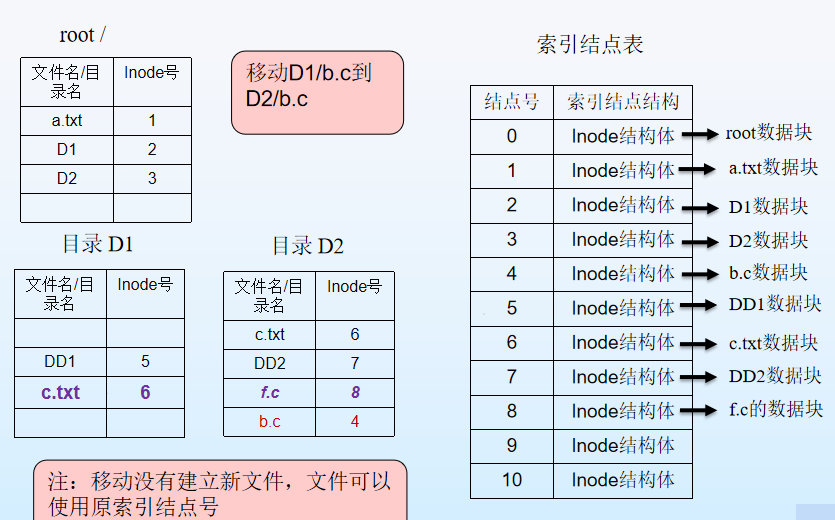 root /
文件名/目
录名
Inode号
a.txt 1
D1 2
D2 3
移动D1/b.c到
D2/b.c
目录 D1
文件名/目
录名
Inode号
DD1 5
c.txt 6
目录 D2
文件名/目
录名
Inode号
c.txt 6
DD2 7
f.c 8
b.c 4
注：移动没有建立新文件，文件可以
使用原索引结点号
索引结点表
结点号 索引结点结构
0 Inode结构体 root数据块
1 Inode结构体 a.txt数据块
2 Inode结构体 D1数据块
3 Inode结构体 D2数据块
4 Inode结构体 b.c数据块
5 Inode结构体 DD1数据块
6 Inode结构体 c.txt数据块
7 Inode结构体 DD2数据块
8 Inode结构体 f.c的数据块
9 Inode结构体
10 Inode结构体